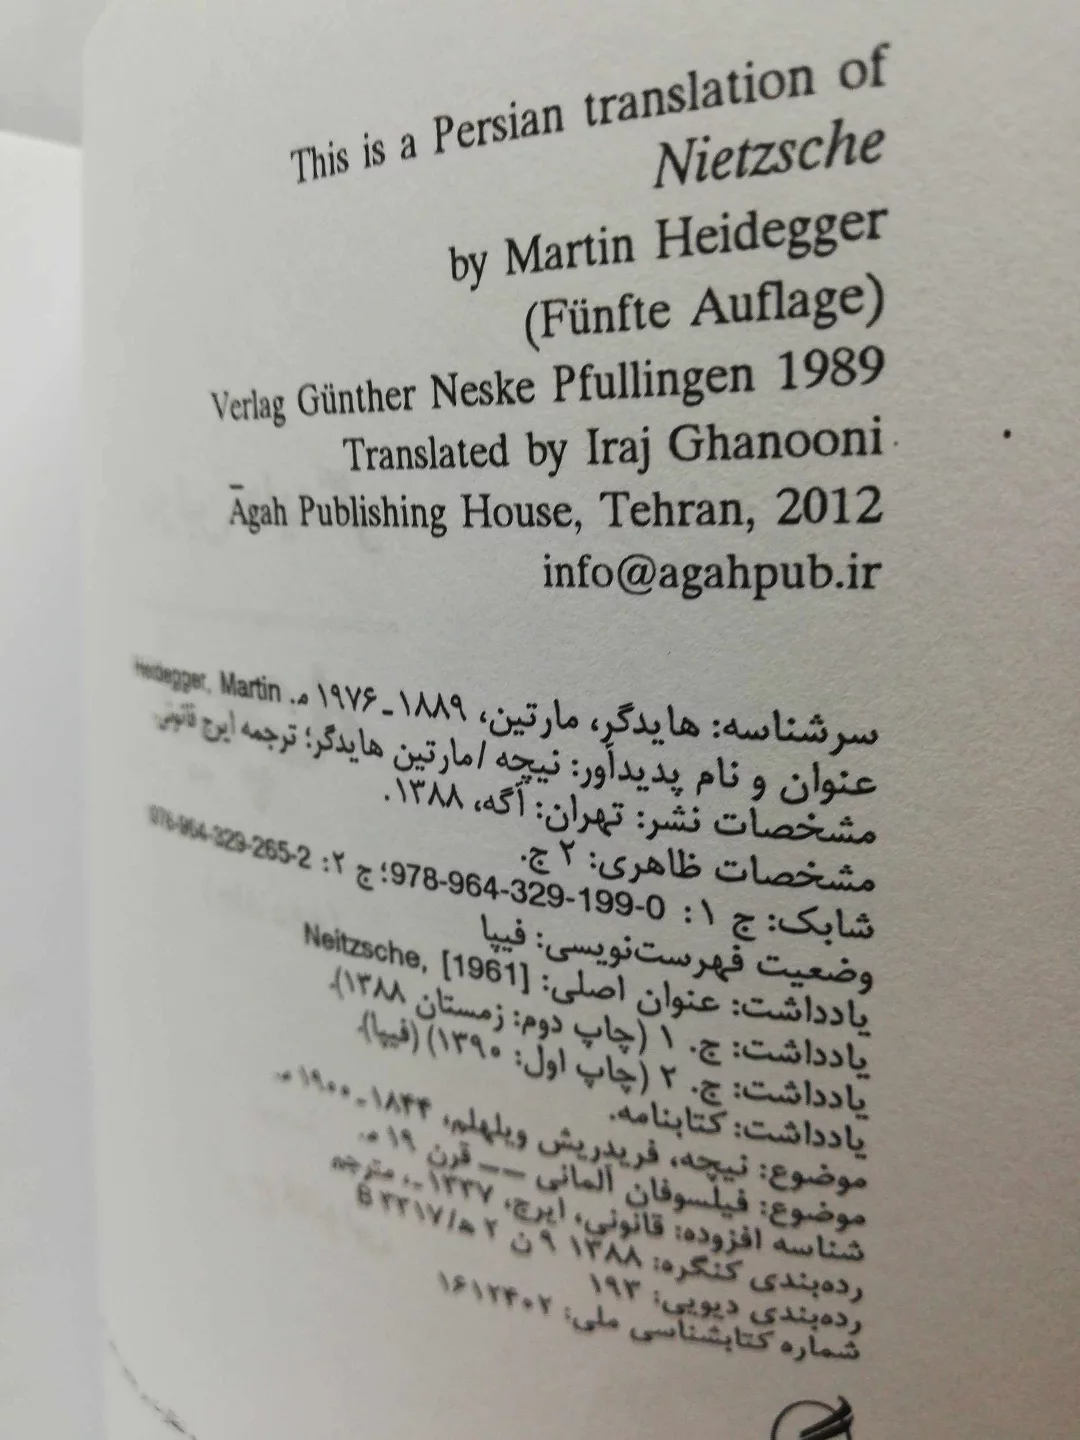 This is a Persian translation of
Nietzsche
by Martin Heidegger
(Fünfte Auflage)
Verlag Günther Neske Pfullingen 1989
Translated by Iraj Ghanooni
Āgah Publishing House, Tehran, 2012
info@agahpub.ir
سرشناسه: هایدگر، مارتین، ۱۸۸۹ـ۱۹۷۶ م. Heidegger, Martin
عنوان و نام پدیدآور: نیچه /مارتین هایدگر؛ ترجمه ایرج قانونی.
مشخصات نشر: تهران: آگه، ۱۳۸۸.
مشخصات ظاهری: ۲ ج.
شابک: ج ۱: 978-964-329-199-0؛ ج ۲: 978-964-329-265-2
وضعیت فهرست‌نویسی: فیپا
یادداشت: عنوان اصلی: Neitzsche, [1961]
یادداشت: ج. ۱ (چاپ دوم: زمستان ۱۳۸۸).
یادداشت: ج. ۲ (چاپ اول: ۱۳۹۰) (فیپا).
یادداشت: کتابنامه.
موضوع: نیچه، فریدریش ویلهلم، ۱۸۴۴ـ۱۹۰۰ م.
موضوع: فیلسوفان آلمانی –– قرن ۱۹ م.
شناسه افزوده: قانونی، ایرج، ۱۳۳۷ـ، مترجم
رده‌بندی کنگره: ۱۳۸۸ ۹ ن ۲ ه‍/ B ۳۳۱۷
رده‌بندی دیویی: ۱۹۳
شماره کتابشناسی ملی: ۱۶۱۲۴۰۲